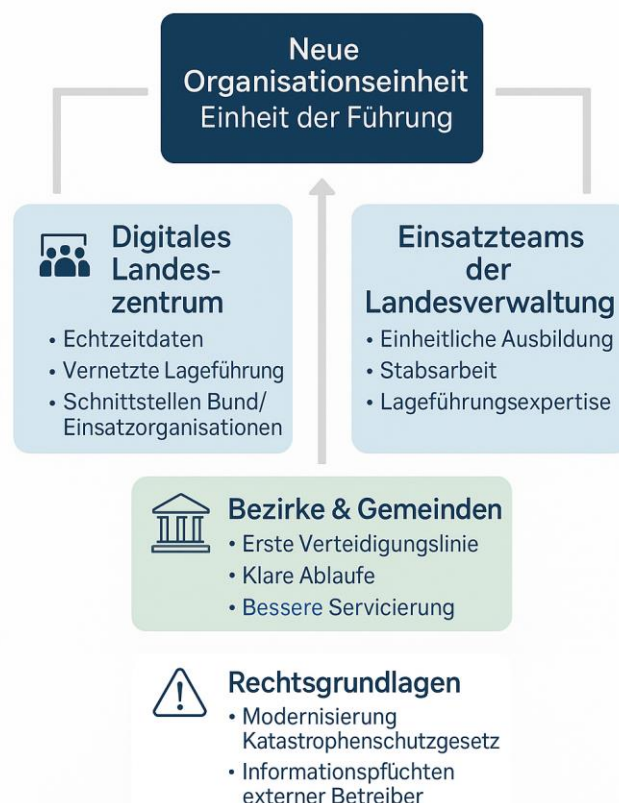 Neue
Organisationseinheit
Einheit der Führung
Digitales
Landes-
zentrum
• Echtzeitdaten
• Vernetzte Lageführung
• Schnittstellen Bund/
Einsatzorganisationen
Einsatzteams
der
Landesverwaltung
• Einheitliche Ausbildung
• Stabsarbeit
• Lageführungsexpertise
Bezirke & Gemeinden
• Erste Verteidigungslinie
• Klare Ablaufe
• Bessere Servicierung
Rechtsgrundlagen
• Modernisierung
Katastrophenschutzgesetz
• Informationspfüchten
externer Betreiber